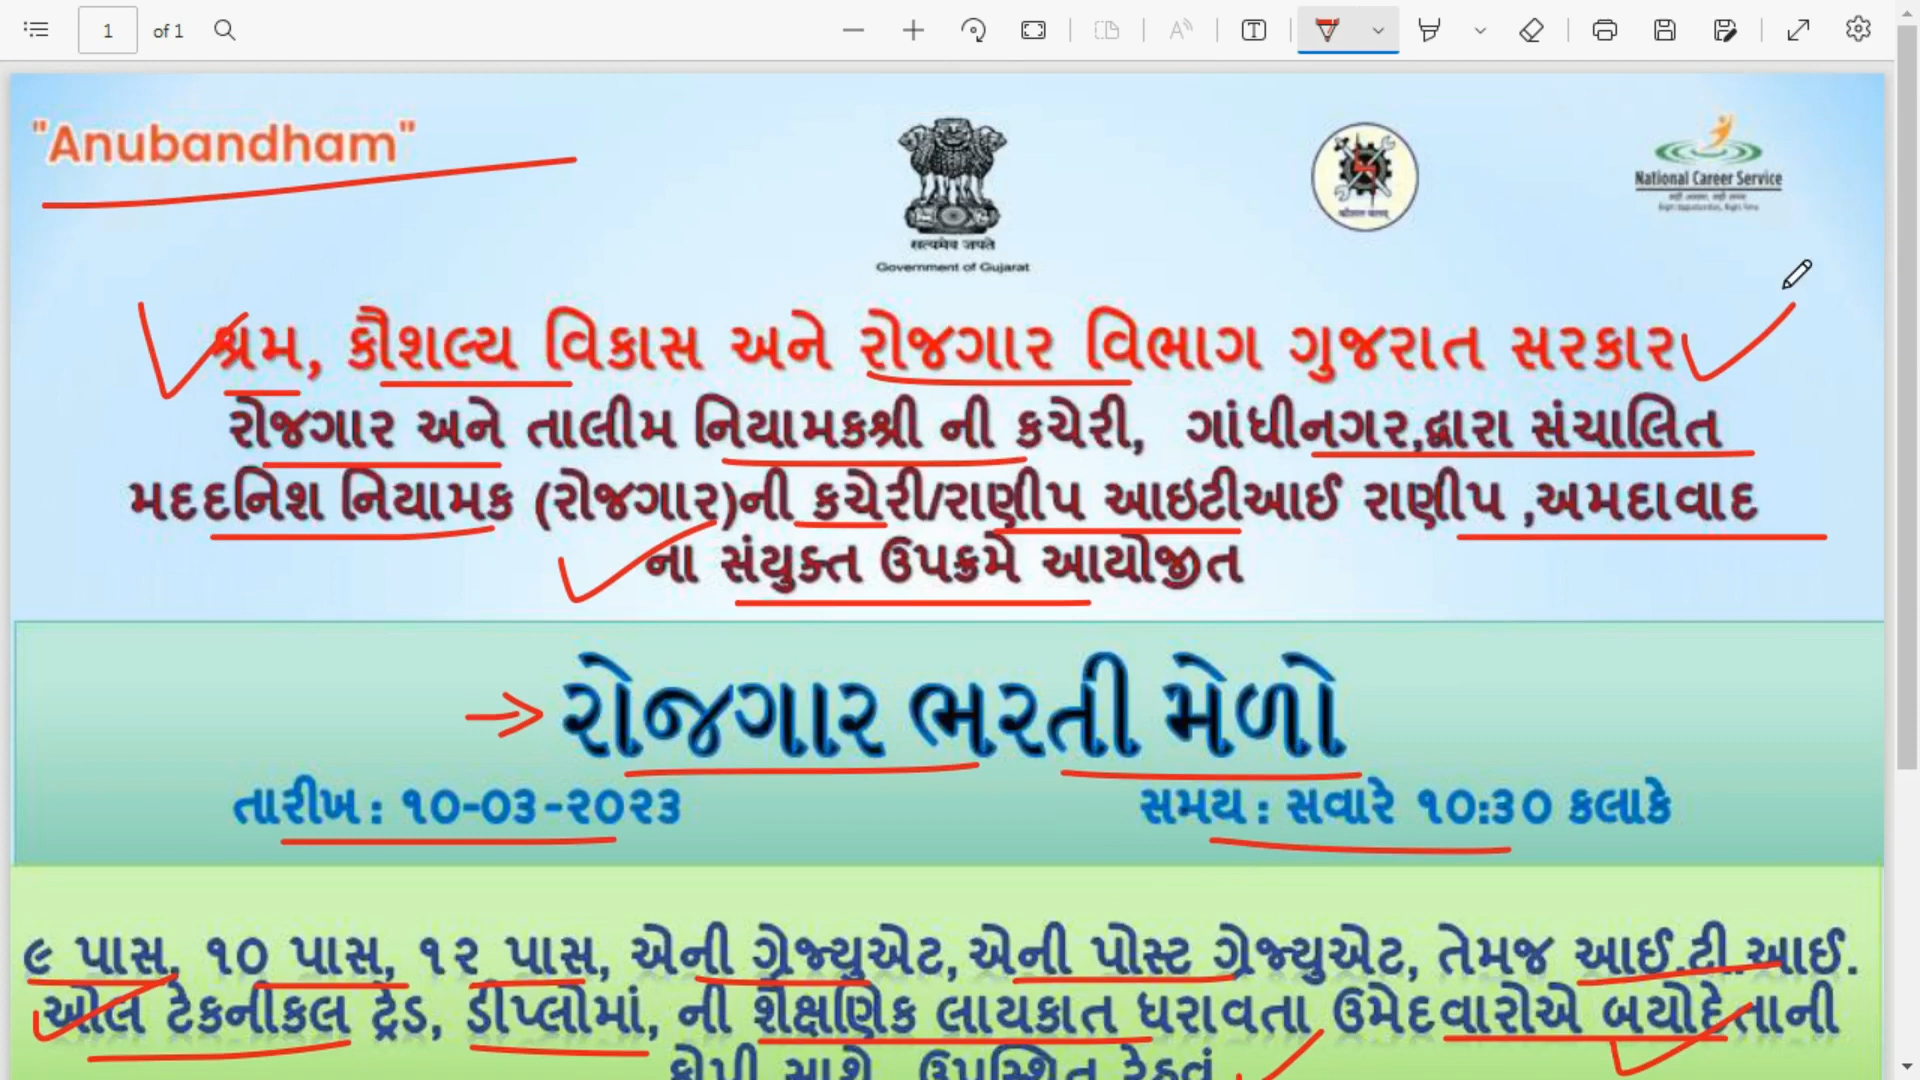 1 of 1
"Anubandham"
सत्यमेव जयते
Government of Gujarat
National Career Service
શ્રમ, કૌશલ્ય વિકાસ અને રોજગાર વિભાગ ગુજરાત સરકાર
રોજગાર અને તાલીમ નિયામકશ્રી ની કચેરી, ગાંધીનગર,દ્વારા સંચાલિત
મદદનિશ નિયામક (રોજગાર)ની કચેરી/રાણીપ આઇટીઆઈ રાણીપ ,અમદાવાદ
ના સંયુક્ત ઉપક્રમે આયોજીત
રોજગાર ભરતી મેળો
તારીખ : ૧૦-૦૩-૨૦૨૩
સમય : સવારે ૧૦:૩૦ કલાકે
૯ પાસ, ૧૦ પાસ, ૧૨ પાસ, એની ગ્રેજ્યુએટ, એની પોસ્ટ ગ્રેજ્યુએટ, તેમજ આઈ.ટી.આઈ.
ઓલ ટેકનીકલ ટ્રેડ, ડીપ્લોમાં, ની શૈક્ષણિક લાયકાત ધરાવતા ઉમેદવારોએ બયોદેતાની
કોપી સાથે ઉપસ્થિત રેહવું